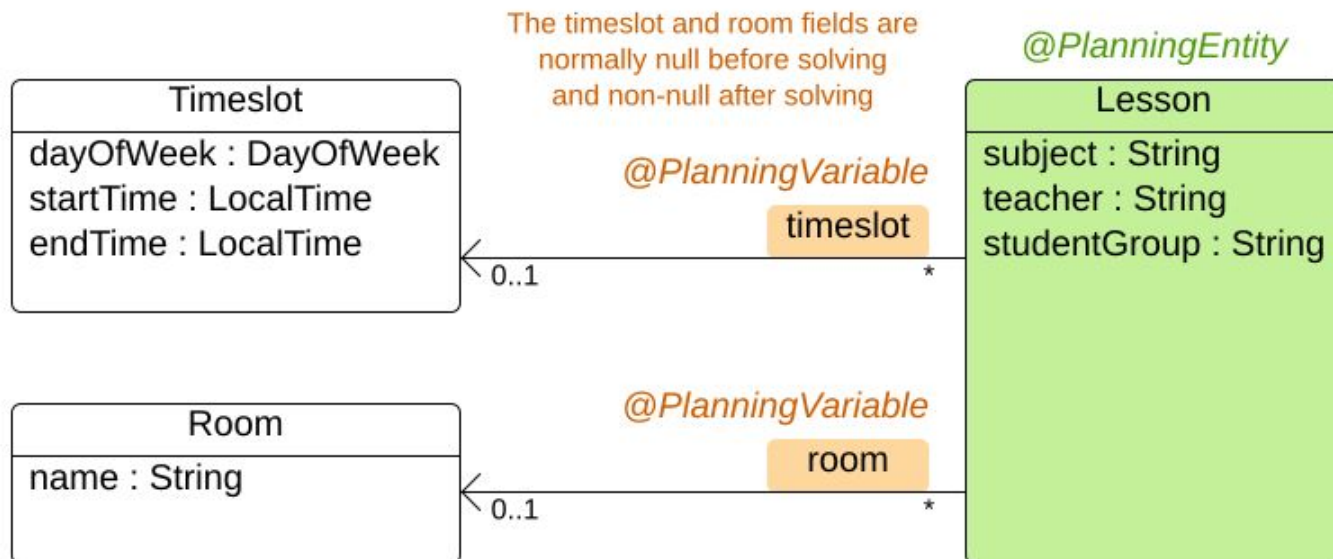 The timeslot and room fields are
normally null before solving
and non-null after solving
@PlanningEntity
Timeslot
dayOfWeek : DayOfWeek
startTime : LocalTime
endTime : LocalTime
@PlanningVariable
timeslot
0..1
*
Lesson
subject : String
teacher : String
studentGroup : String
Room
name : String
@PlanningVariable
room
0..1
*